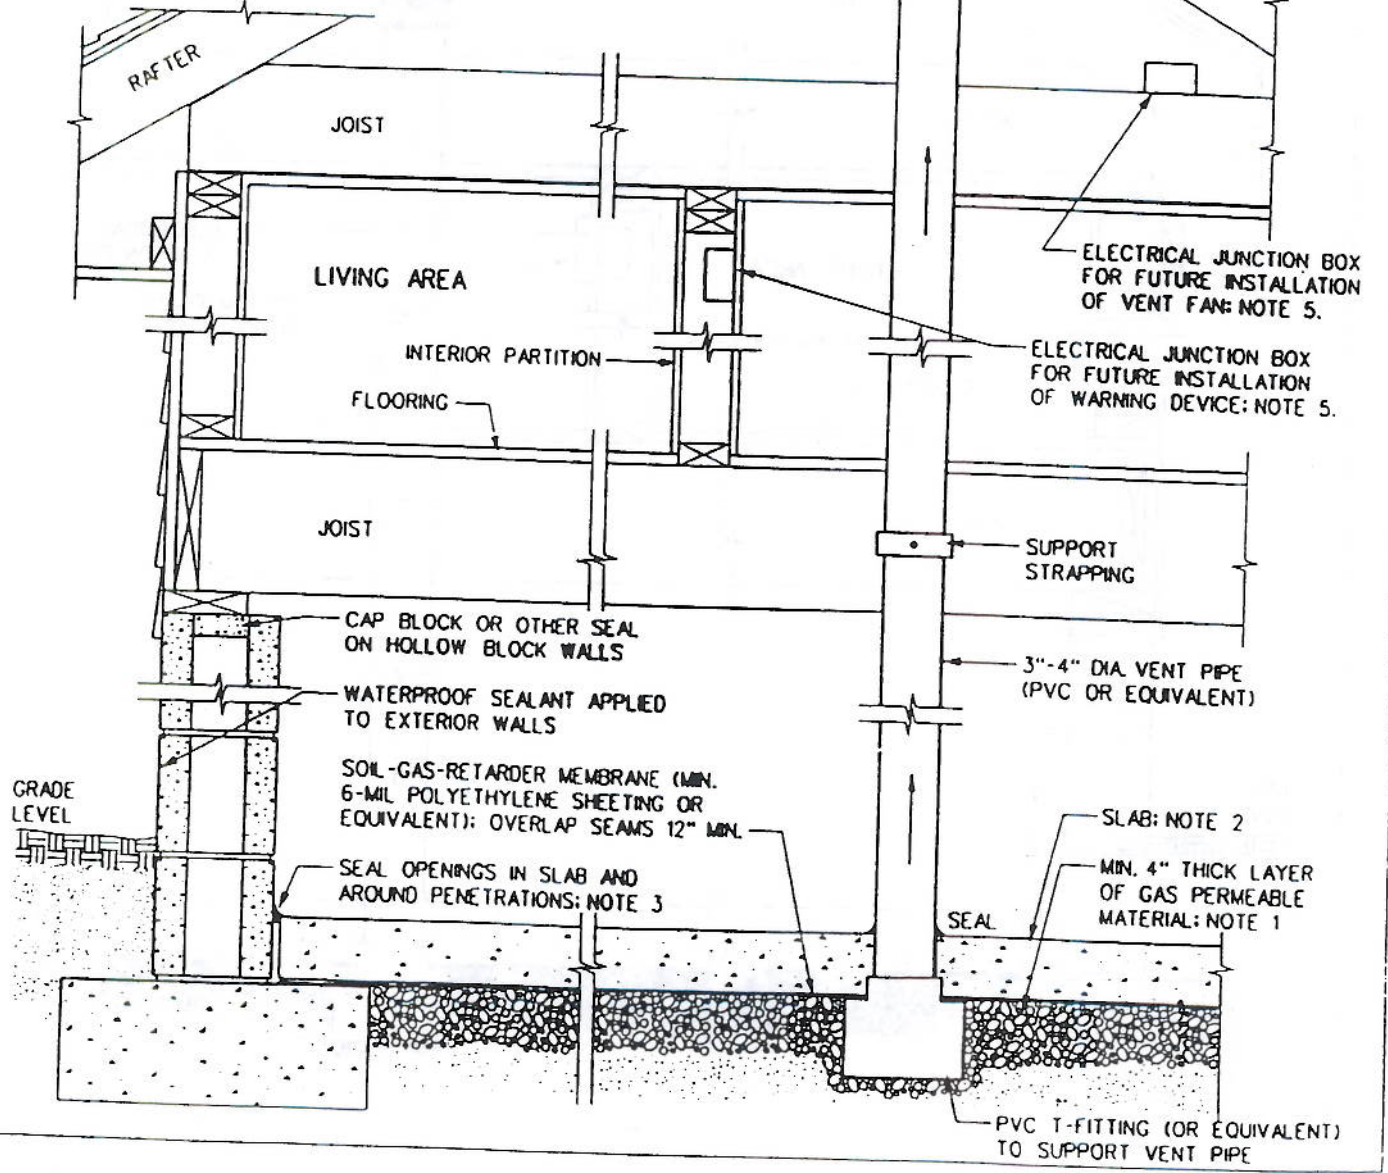 RAFTER
JOIST
ELECTRICAL JUNCTION BOX
FOR FUTURE INSTALLATION
OF VENT FAN; NOTE 5.
LIVING AREA
INTERIOR PARTITION
ELECTRICAL JUNCTION BOX
FOR FUTURE INSTALLATION
OF WARNING DEVICE; NOTE 5.
FLOORING
JOIST
SUPPORT
STRAPPING
CAP BLOCK OR OTHER SEAL
ON HOLLOW BLOCK WALLS
3"-4" DIA. VENT PIPE
(PVC OR EQUIVALENT)
WATERPROOF SEALANT APPLIED
TO EXTERIOR WALLS
SOIL-GAS-RETARDER MEMBRANE (MIN.
6-MIL POLYETHYLENE SHEETING OR
EQUIVALENT); OVERLAP SEAMS 12" MIN.
GRADE
LEVEL
SLAB; NOTE 2
SEAL OPENINGS IN SLAB AND
AROUND PENETRATIONS; NOTE 3
MIN. 4" THICK LAYER
OF GAS PERMEABLE
MATERIAL; NOTE 1
SEAL
PVC T-FITTING (OR EQUIVALENT)
TO SUPPORT VENT PIPE